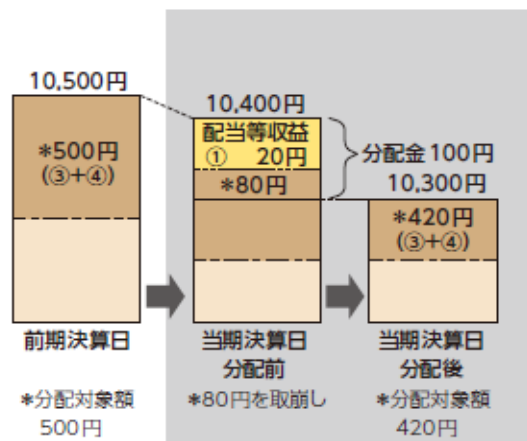 10,500円
*500円
(③+④)
前期決算日
*分配対象額
500円
10,400円
配当等収益
① 20円
*80円
当期決算日
分配前
*80円を取崩し
分配金100円
10,300円
*420円
(③+④)
当期決算日
分配後
*分配対象額
420円